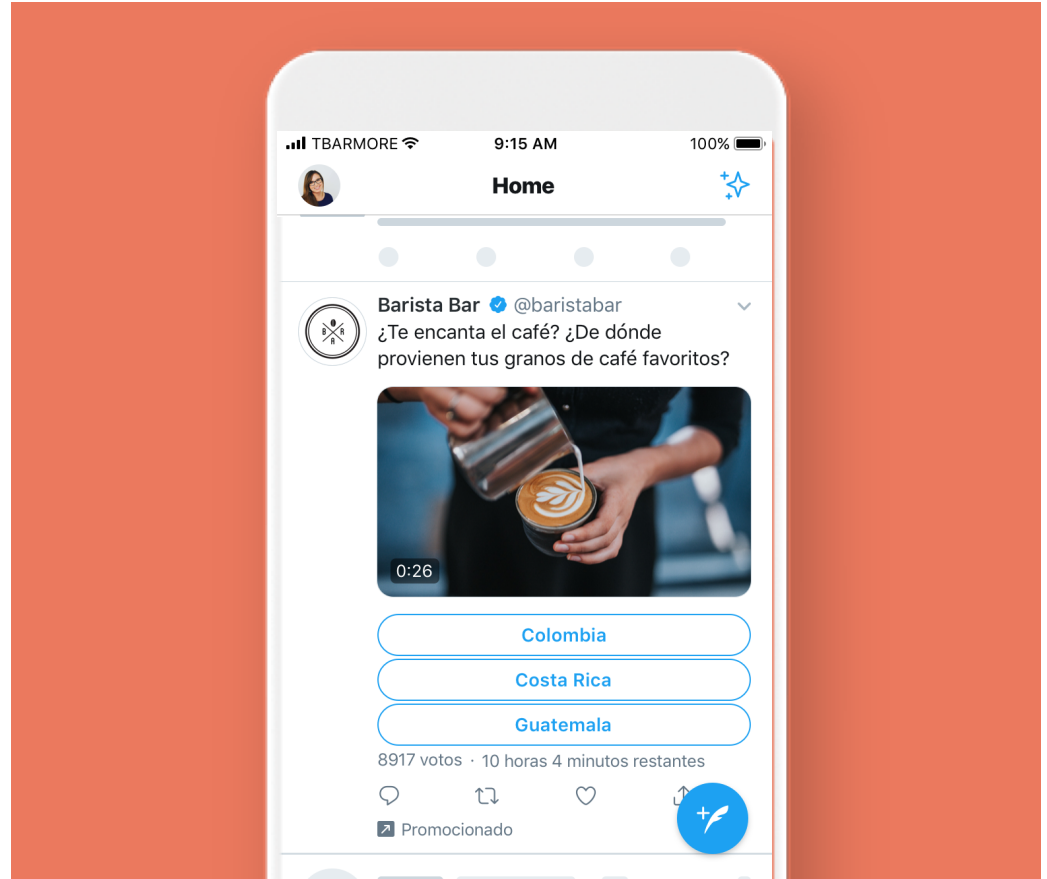 TBARMORE 9:15 AM 100%
Home
Barista Bar @baristabar
¿Te encanta el café? ¿De dónde
provienen tus granos de café favoritos?
B A R
R
0:26
Colombia
Costa Rica
Guatemala
8917 votos · 10 horas 4 minutos restantes
Promocionado